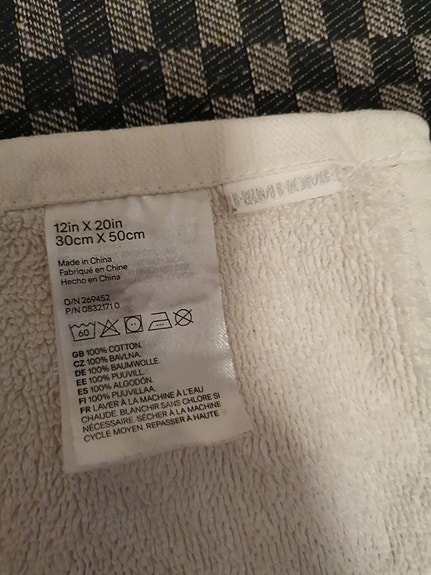 12in X 20in
30cm X 50cm
Made in China
Fabriqué en Chine
Hecho en China
O/N 269452
P/N 0832171 0
60
GB 100% COTTON.
CZ 100% BAVLNA.
DE 100% BAUMWOLLE.
EE 100% PUUVILL.
ES 100% ALGODÓN.
FI 100% PUUVILLAA.
FR LAVER À LA MACHINE À L'EAU
CHAUDE. BLANCHIR SANS CHLORE SI
NÉCESSAIRE. SÉCHER À LA MACHINE
CYCLE MOYEN. REPASSER À HAUTE